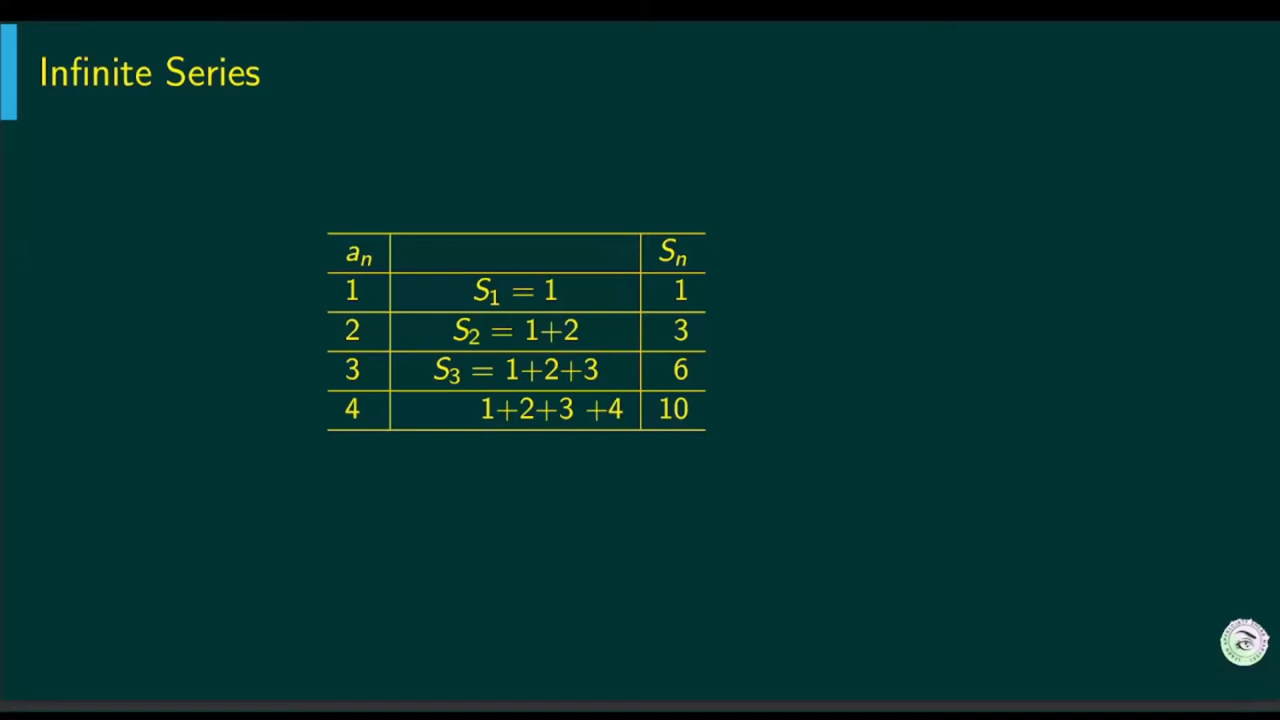 Infinite Series
aₙ Sₙ
1 S₁ = 1 1
2 S₂ = 1+2 3
3 S₃ = 1+2+3 6
4 1+2+3 +4 10